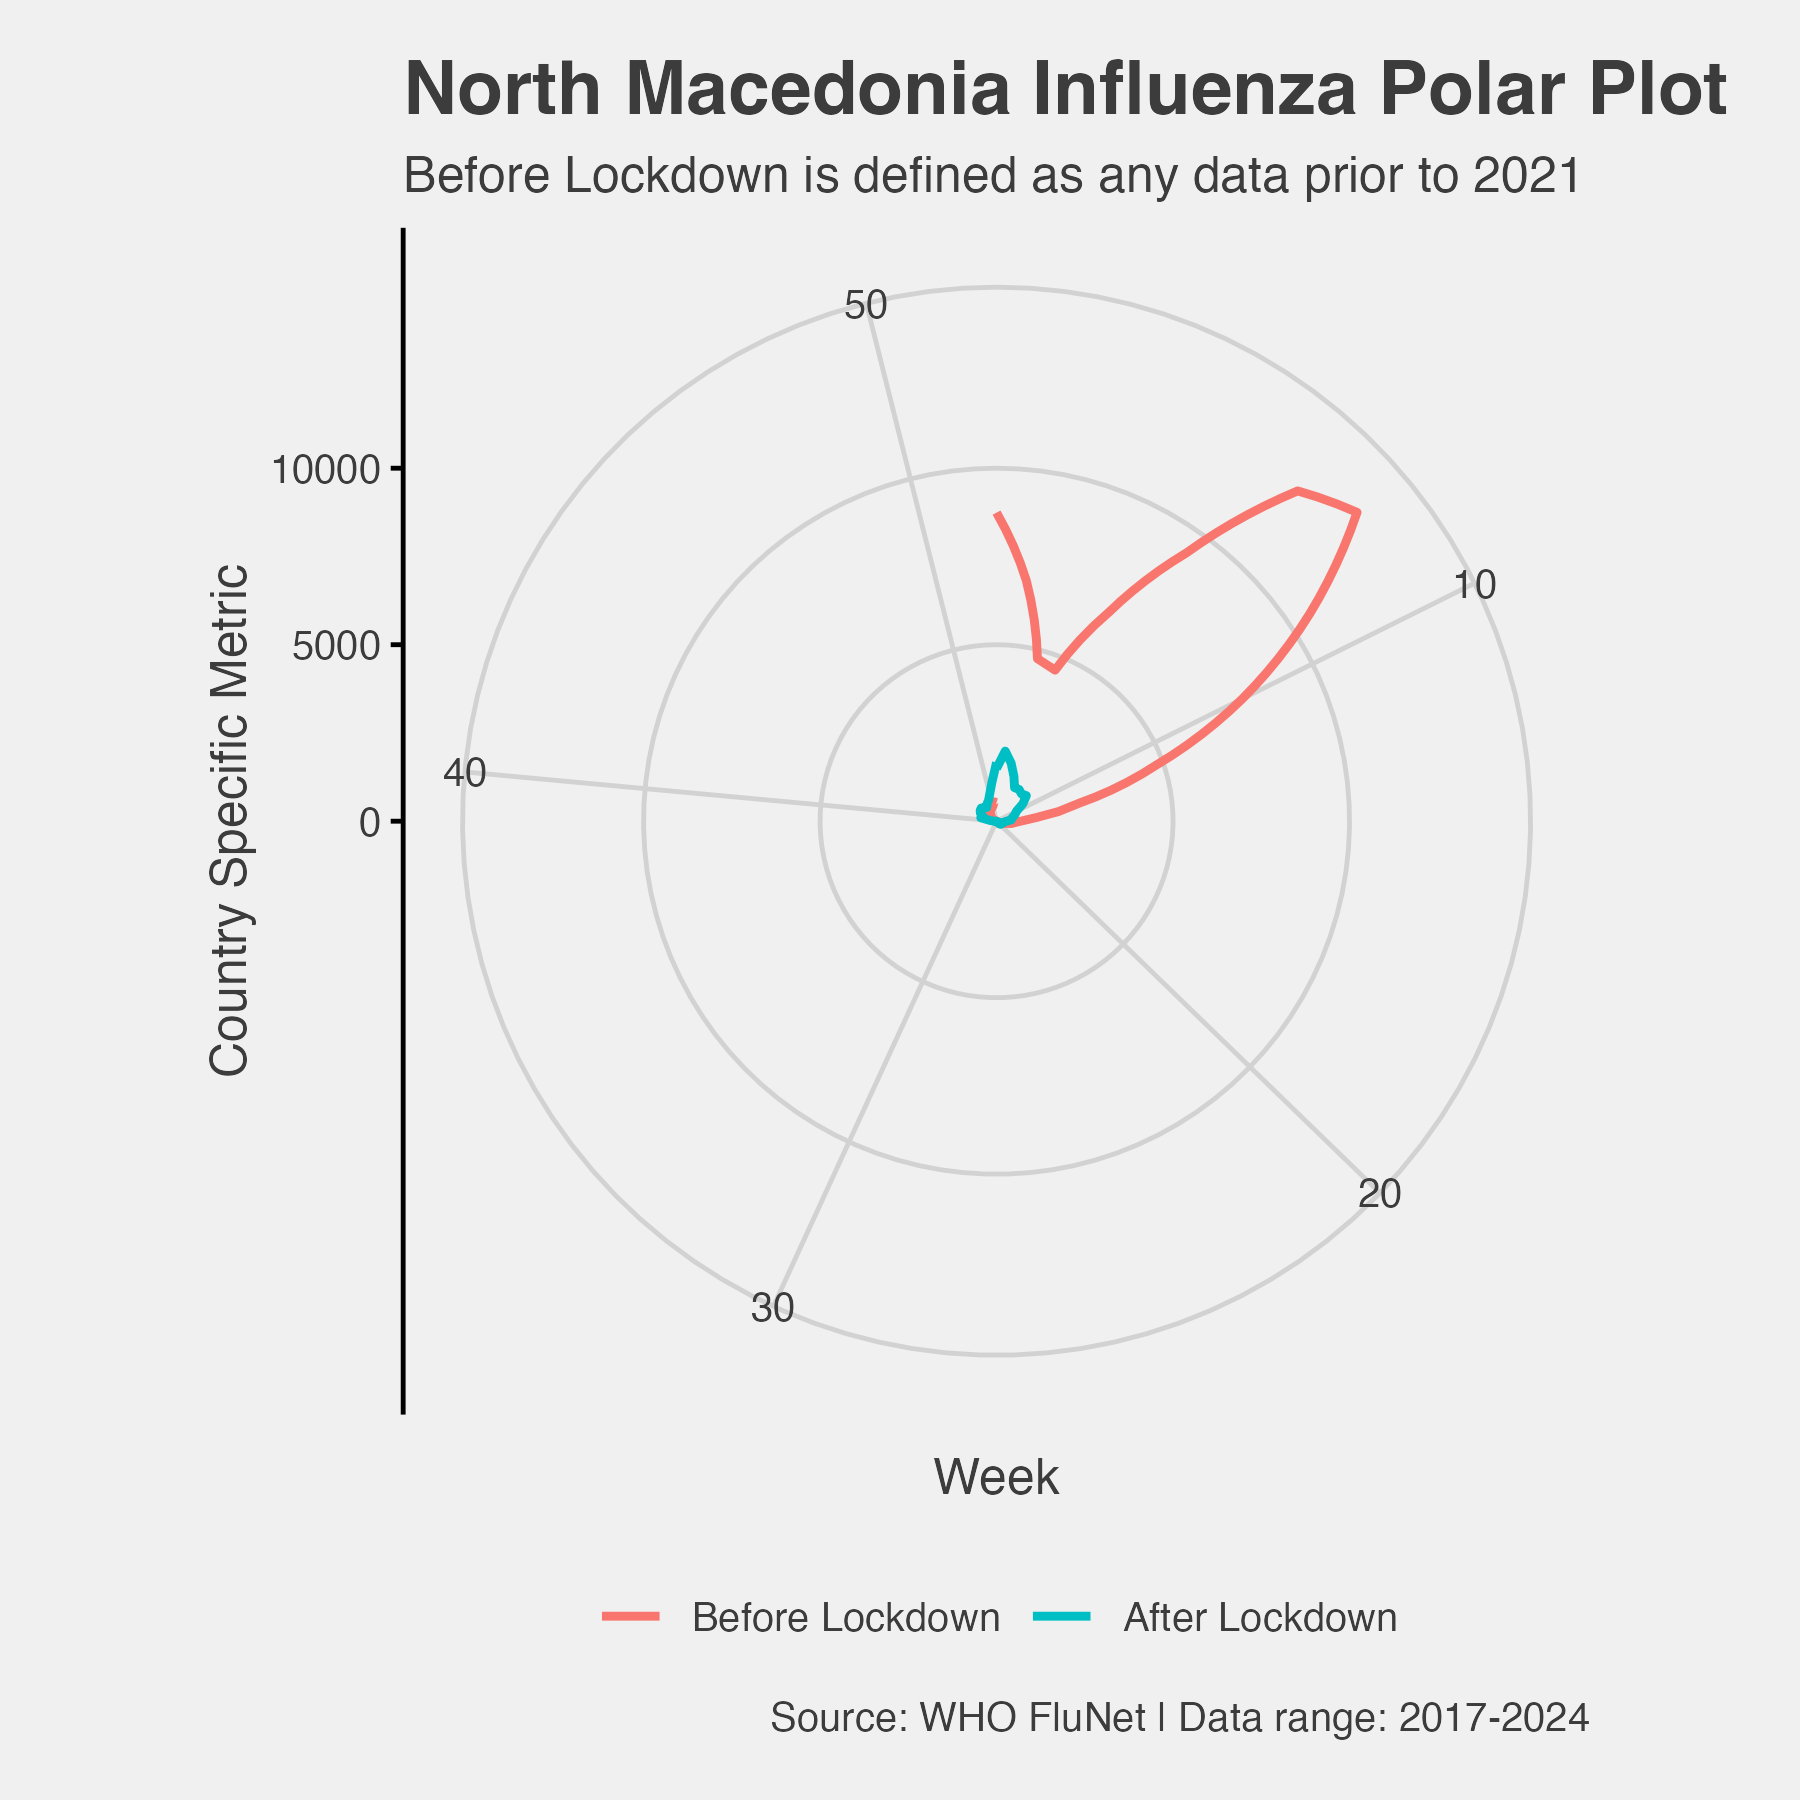 North Macedonia Influenza Polar Plot
Before Lockdown is defined as any data prior to 2021
50
10000
10
5000
40
0
20
30
Country Specific Metric
Week
Before Lockdown
After Lockdown
Source: WHO FluNet | Data range: 2017-2024